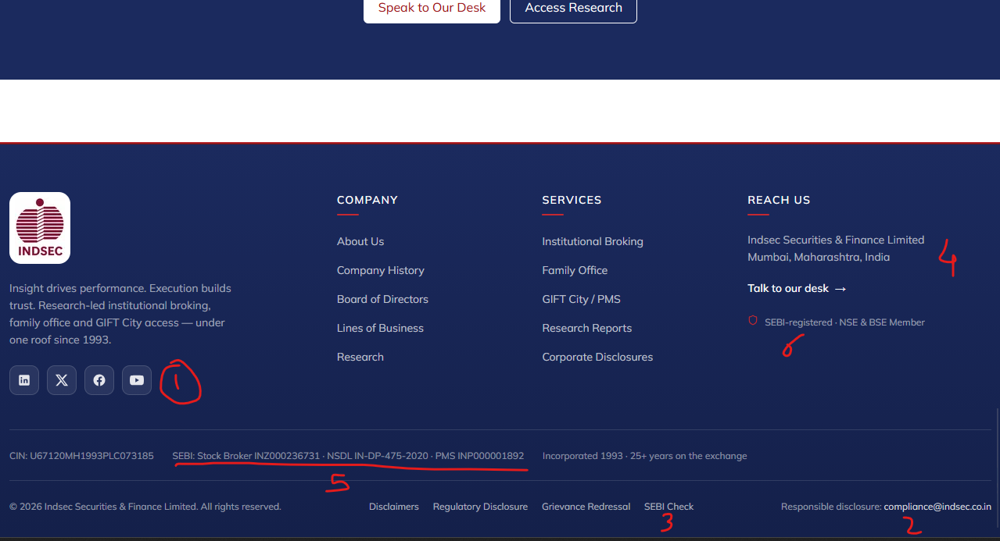 Speak to Our Desk
Access Research
INDSEC
Insight drives performance. Execution builds
trust. Research-led institutional broking,
family office and GIFT City access — under
one roof since 1993.
1
COMPANY
About Us
Company History
Board of Directors
Lines of Business
Research
SERVICES
Institutional Broking
Family Office
GIFT City / PMS
Research Reports
Corporate Disclosures
REACH US
Indsec Securities & Finance Limited
Mumbai, Maharashtra, India
4
Talk to our desk →
SEBI-registered · NSE & BSE Member
CIN: U67120MH1993PLC073185
SEBI: Stock Broker INZ000236731 · NSDL IN-DP-475-2020 · PMS INP000001892
Incorporated 1993 · 25+ years on the exchange
5
© 2026 Indsec Securities & Finance Limited. All rights reserved.
Disclaimers
Regulatory Disclosure
Grievance Redressal
SEBI Check
3
Responsible disclosure: compliance@indsec.co.in
2